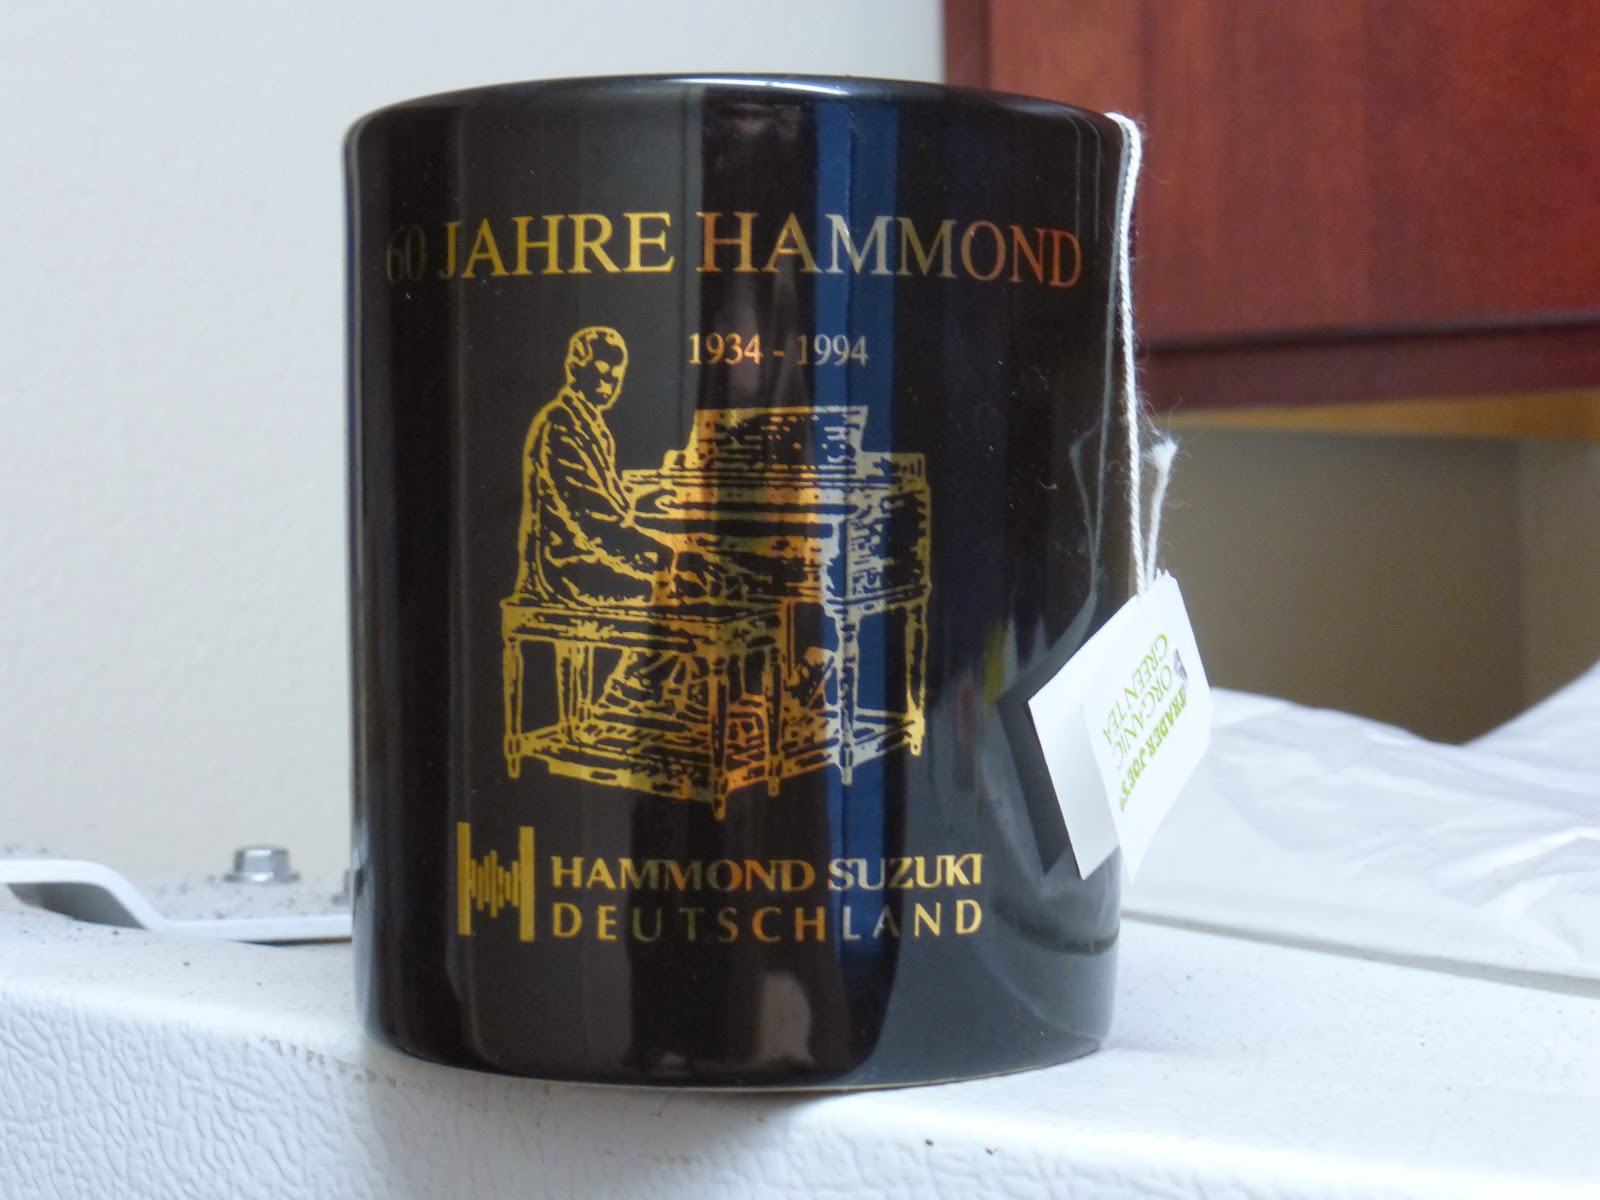 60 JAHRE HAMMOND
1934 - 1994
HAMMOND SUZUKI
DEUTSCHLAND
TRADER JOE'S
ORGANIC
GREEN TEA